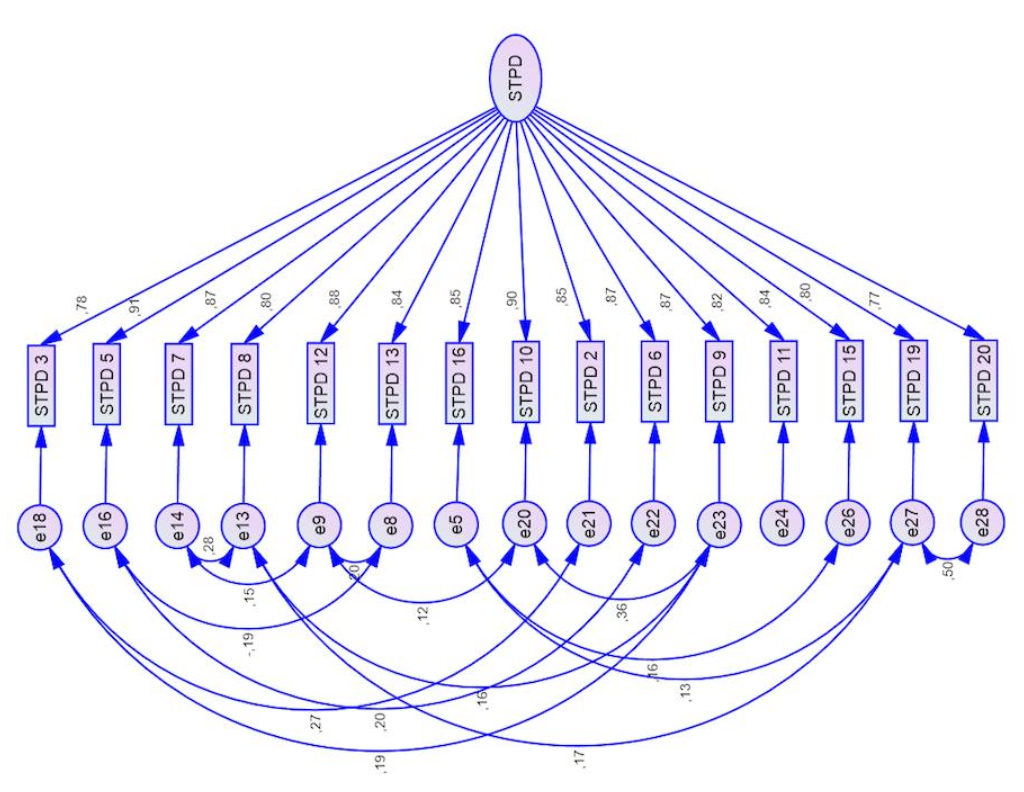 STPD
,78
,91
,87
,80
,88
,84
,85
,90
,85
,87
,87
,82
,84
,80
,77
STPD 3
STPD 5
STPD 7
STPD 8
STPD 12
STPD 13
STPD 16
STPD 10
STPD 2
STPD 6
STPD 9
STPD 11
STPD 15
STPD 19
STPD 20
e18
e16
e14
e13
e9
e8
e5
e20
e21
e22
e23
e24
e26
e27
e28
,28
,20
,50
,15
,12
,36
-,19
,16
,13
,16
,27
,20
,19
,17